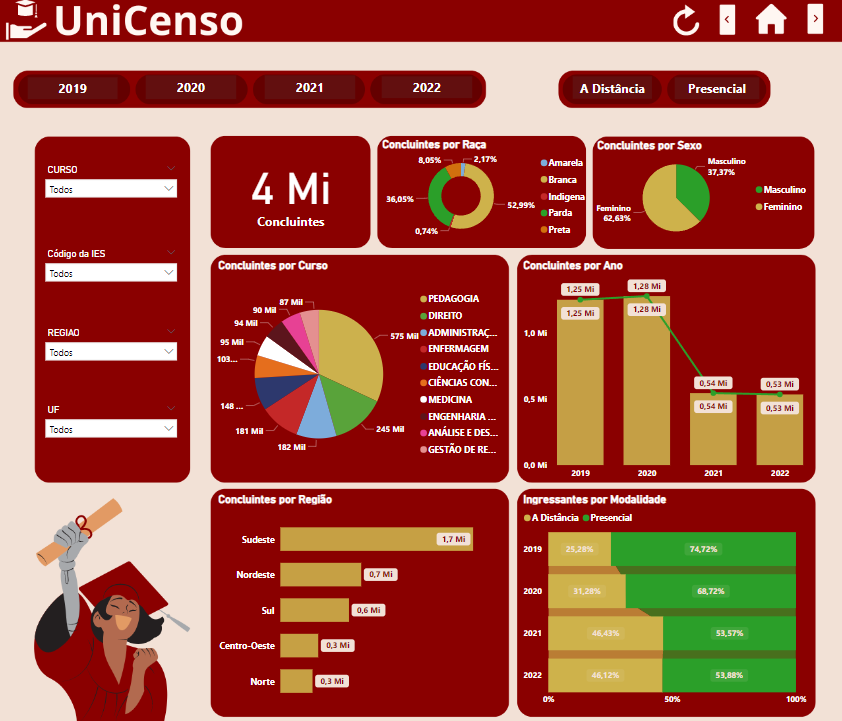 UniCenso
2019 2020 2021 2022
A Distância Presencial
CURSO
Todos
Código da IES
Todos
REGIAO
Todos
UF
Todos
4 Mi
Concluintes
Concluintes por Raça
8,05%
2,17%
36,05%
52,99%
0,74%
Amarela
Branca
Indigena
Parda
Preta
Concluintes por Sexo
Masculino
37,37%
Feminino
62,63%
Masculino
Feminino
Concluintes por Curso
87 Mil
90 Mil
94 Mil
95 Mil
103...
148 ...
181 Mil
182 Mil
245 Mil
575 Mil
PEDAGOGIA
DIREITO
ADMINISTRAÇ...
ENFERMAGEM
EDUCAÇÃO FÍS...
CIÊNCIAS CON...
MEDICINA
ENGENHARIA ...
ANÁLISE E DES...
GESTÃO DE RE...
Concluintes por Ano
1,25 Mi 1,28 Mi
1,25 Mi 1,28 Mi
1,0 Mi
0,54 Mi 0,53 Mi
0,5 Mi
0,54 Mi 0,53 Mi
0,0 Mi
2019 2020 2021 2022
Concluintes por Região
Sudeste 1,7 Mi
Nordeste 0,7 Mi
Sul 0,6 Mi
Centro-Oeste 0,3 Mi
Norte 0,3 Mi
Ingressantes por Modalidade
A Distância Presencial
2019 25,28% 74,72%
2020 31,28% 68,72%
2021 46,43% 53,57%
2022 46,12% 53,88%
0% 50% 100%